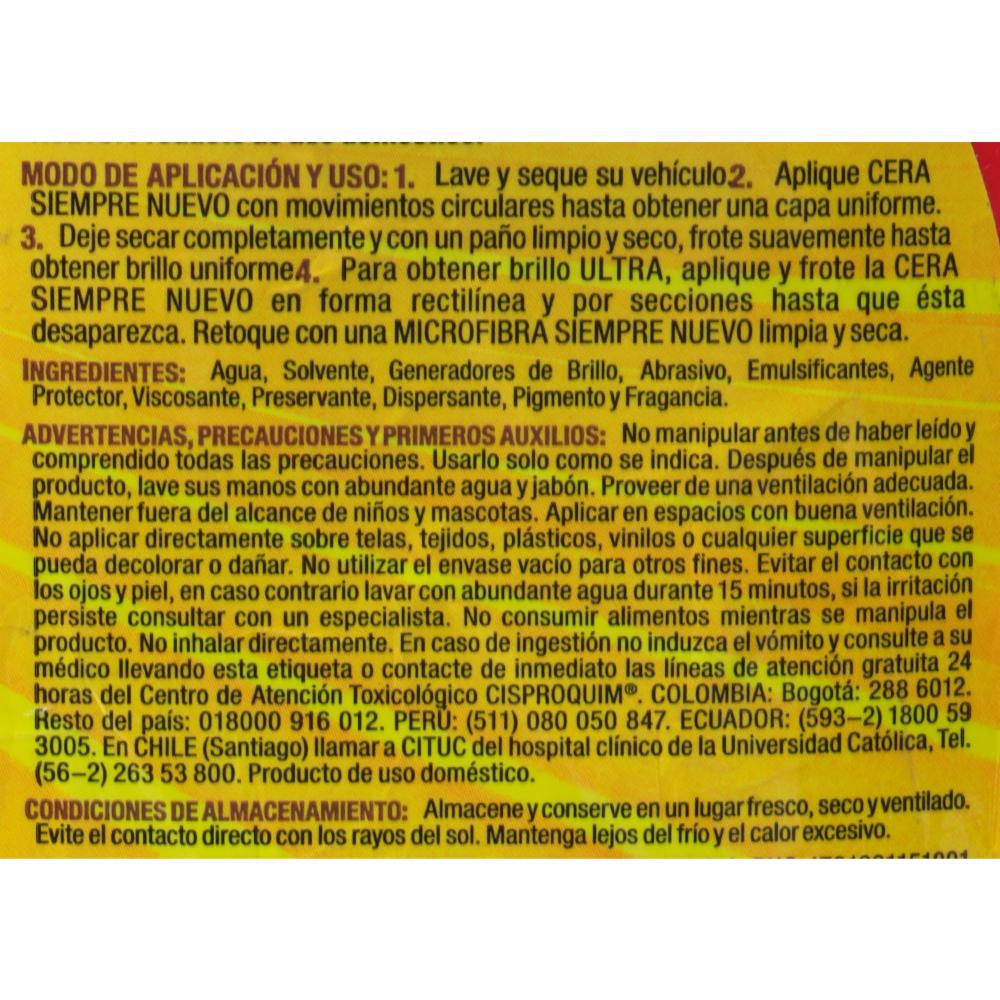 MODO DE APLICACIÓN Y USO: 1. Lave y seque su vehículo 2. Aplique CERA
SIEMPRE NUEVO con movimientos circulares hasta obtener una capa uniforme.
3. Deje secar completamente y con un paño limpio y seco, frote suavemente hasta
obtener brillo uniforme 4. Para obtener brillo ULTRA, aplique y frote la CERA
SIEMPRE NUEVO en forma rectilínea y por secciones hasta que ésta
desaparezca. Retoque con una MICROFIBRA SIEMPRE NUEVO limpia y seca.
INGREDIENTES: Agua, Solvente, Generadores de Brillo, Abrasivo, Emulsificantes, Agente
Protector, Viscosante, Preservante, Dispersante, Pigmento y Fragancia.
ADVERTENCIAS, PRECAUCIONES Y PRIMEROS AUXILIOS: No manipular antes de haber leído y
comprendido todas las precauciones. Usarlo solo como se indica. Después de manipular el
producto, lave sus manos con abundante agua y jabón. Proveer de una ventilación adecuada.
Mantener fuera del alcance de niños y mascotas. Aplicar en espacios con buena ventilación.
No aplicar directamente sobre telas, tejidos, plásticos, vinilos o cualquier superficie que se
pueda decolorar o dañar. No utilizar el envase vacío para otros fines. Evitar el contacto con
los ojos y piel, en caso contrario lavar con abundante agua durante 15 minutos, si la irritación
persiste consultar con un especialista. No consumir alimentos mientras se manipula el
producto. No inhalar directamente. En caso de ingestión no induzca el vómito y consulte a su
médico llevando esta etiqueta o contacte de inmediato las líneas de atención gratuita 24
horas del Centro de Atención Toxicológico CISPROQUIM®. COLOMBIA: Bogotá: 288 6012.
Resto del país: 018000 916 012. PERÚ: (511) 080 050 847. ECUADOR: (593–2) 1800 59
3005. En CHILE (Santiago) llamar a CITUC del hospital clínico de la Universidad Católica, Tel.
(56–2) 263 53 800. Producto de uso doméstico.
CONDICIONES DE ALMACENAMIENTO: Almacene y conserve en un lugar fresco, seco y ventilado.
Evite el contacto directo con los rayos del sol. Mantenga lejos del frío y el calor excesivo.